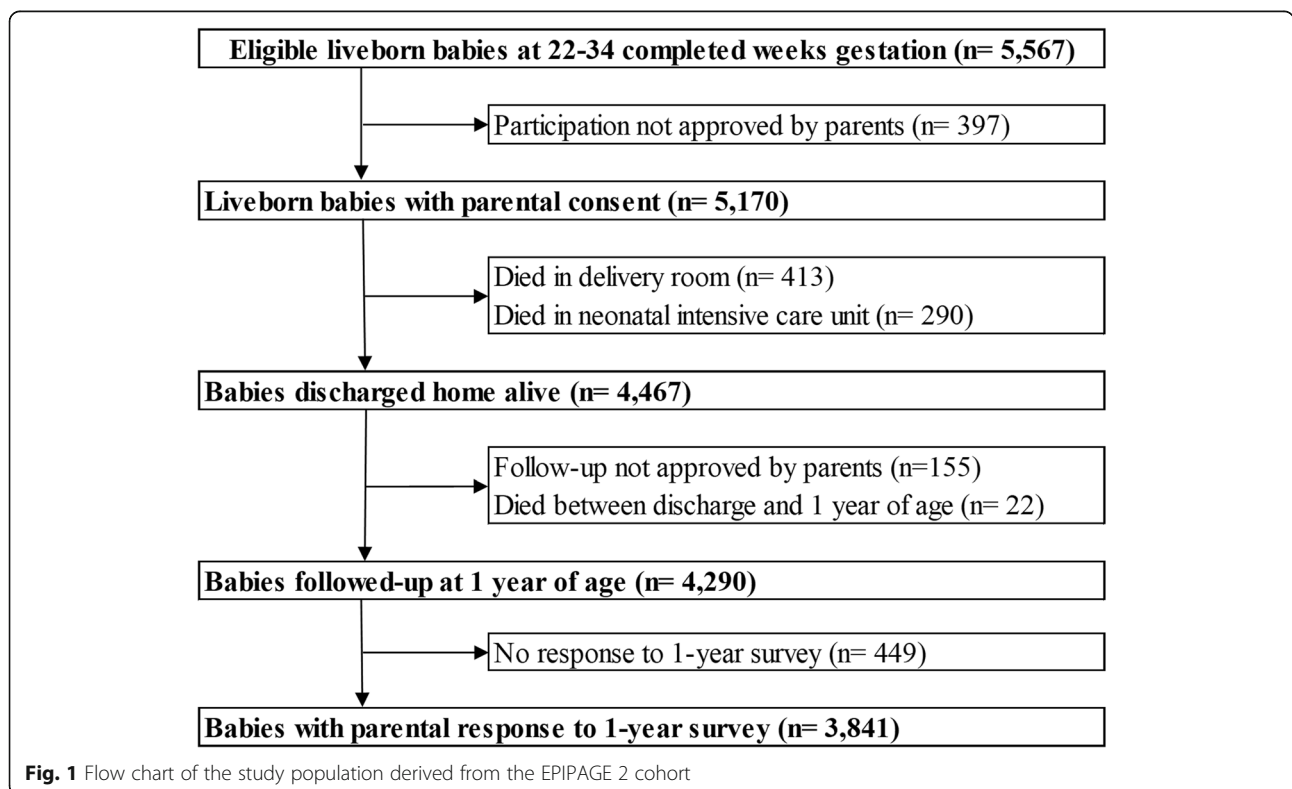 Eligible liveborn babies at 22-34 completed weeks gestation (n= 5,567)
Participation not approved by parents (n= 397)
Liveborn babies with parental consent (n= 5,170)
Died in delivery room (n= 413)
Died in neonatal intensive care unit (n= 290)
Babies discharged home alive (n= 4,467)
Follow-up not approved by parents (n=155)
Died between discharge and 1 year of age (n= 22)
Babies followed-up at 1 year of age (n= 4,290)
No response to 1-year survey (n= 449)
Babies with parental response to 1-year survey (n= 3,841)
Fig. 1 Flow chart of the study population derived from the EPIPAGE 2 cohort